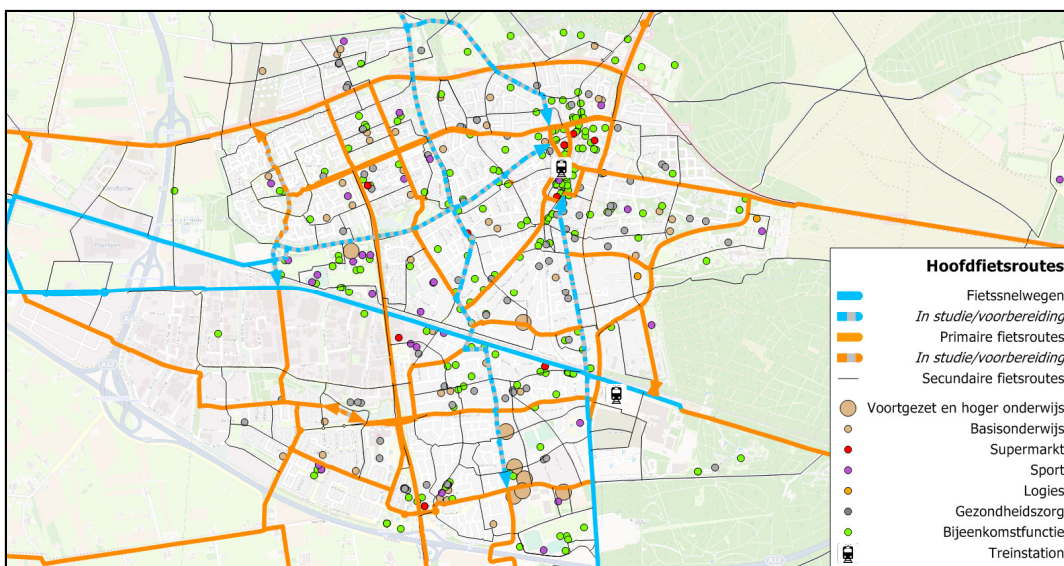 Hoofdfietsroutes
Fietssnelwegen
In studie/voorbereiding
Primaire fietsroutes
In studie/voorbereiding
Secundaire fietsroutes
Voortgezet en hoger onderwijs
Basisonderwijs
Supermarkt
Sport
Logies
Gezondheidszorg
Bijeenkomstfunctie
Treinstation